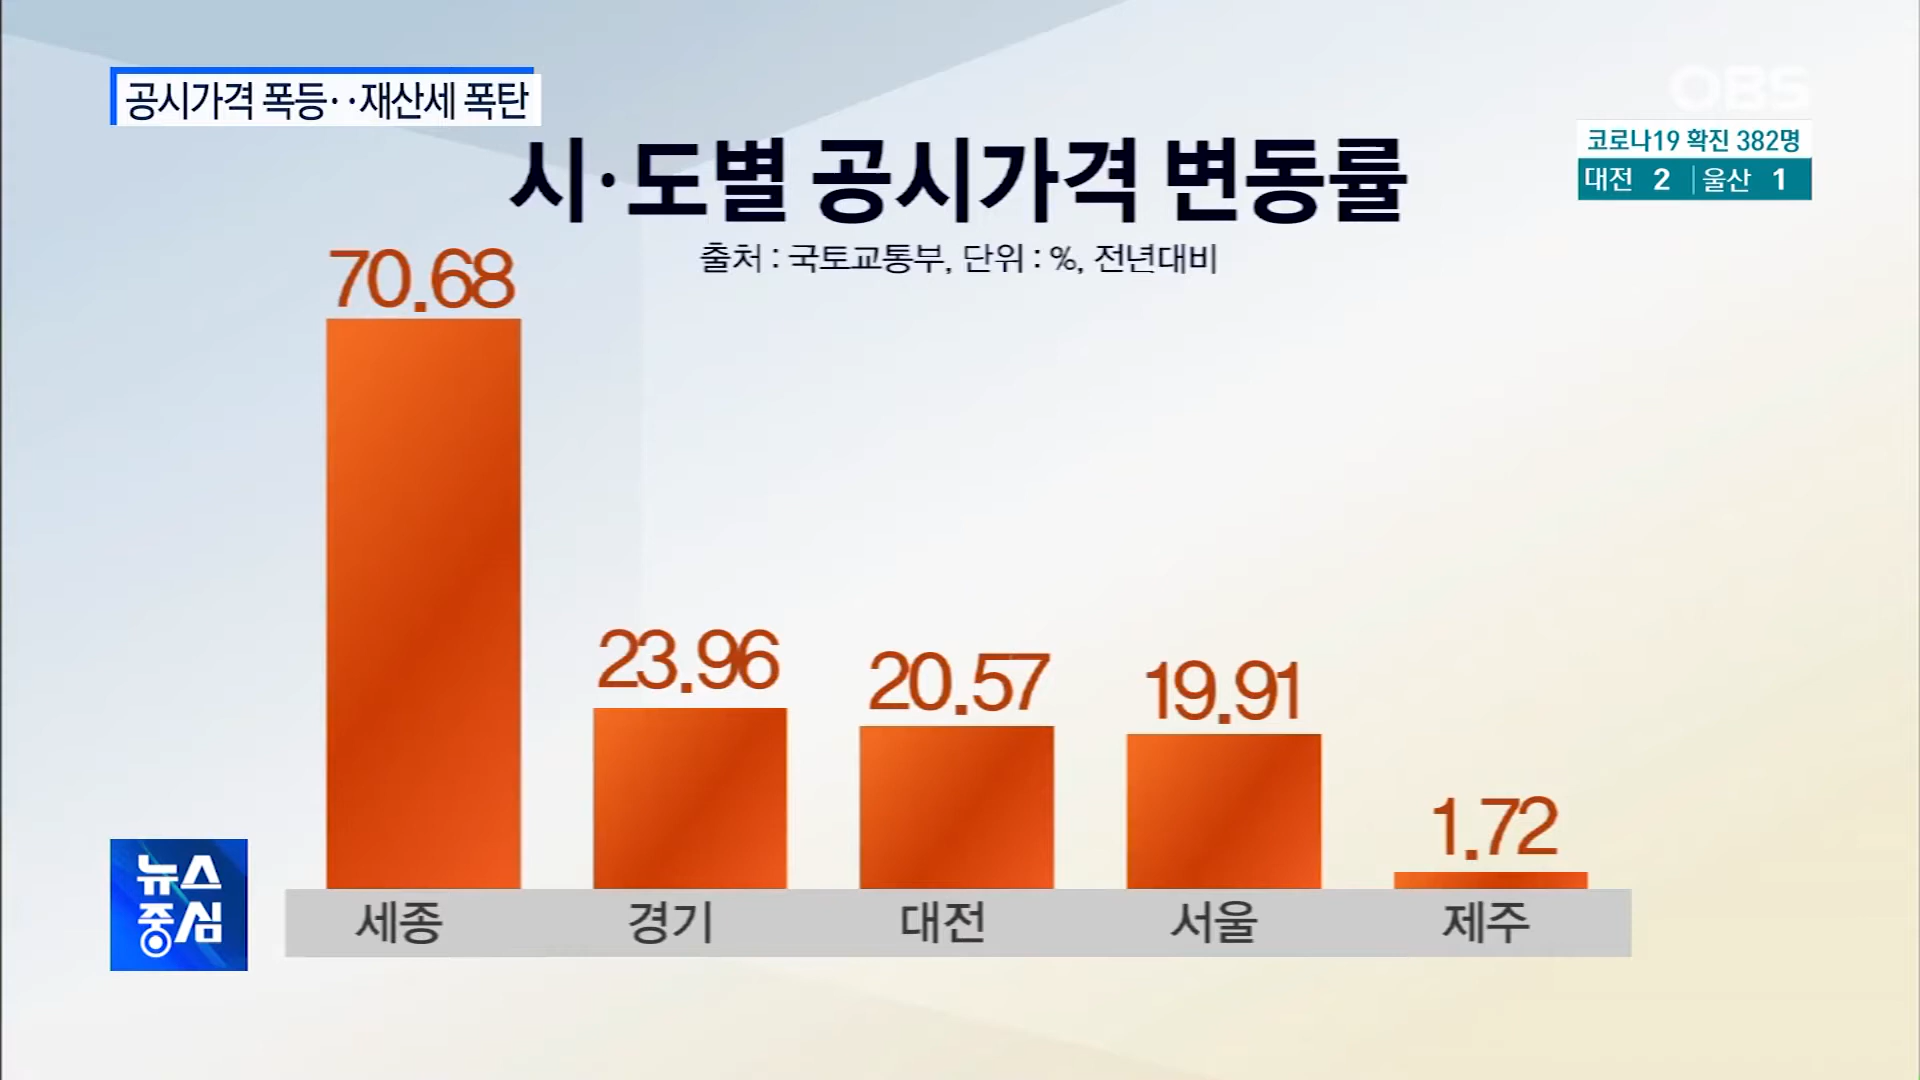 공시가격 폭등‥재산세 폭탄
OBS
코로나19 확진 382명
대전 2 울산 1
시·도별 공시가격 변동률
출처 : 국토교통부, 단위 : %, 전년대비
70.68
23.96
20.57
19.91
1.72
세종 경기 대전 서울 제주
뉴스
중심